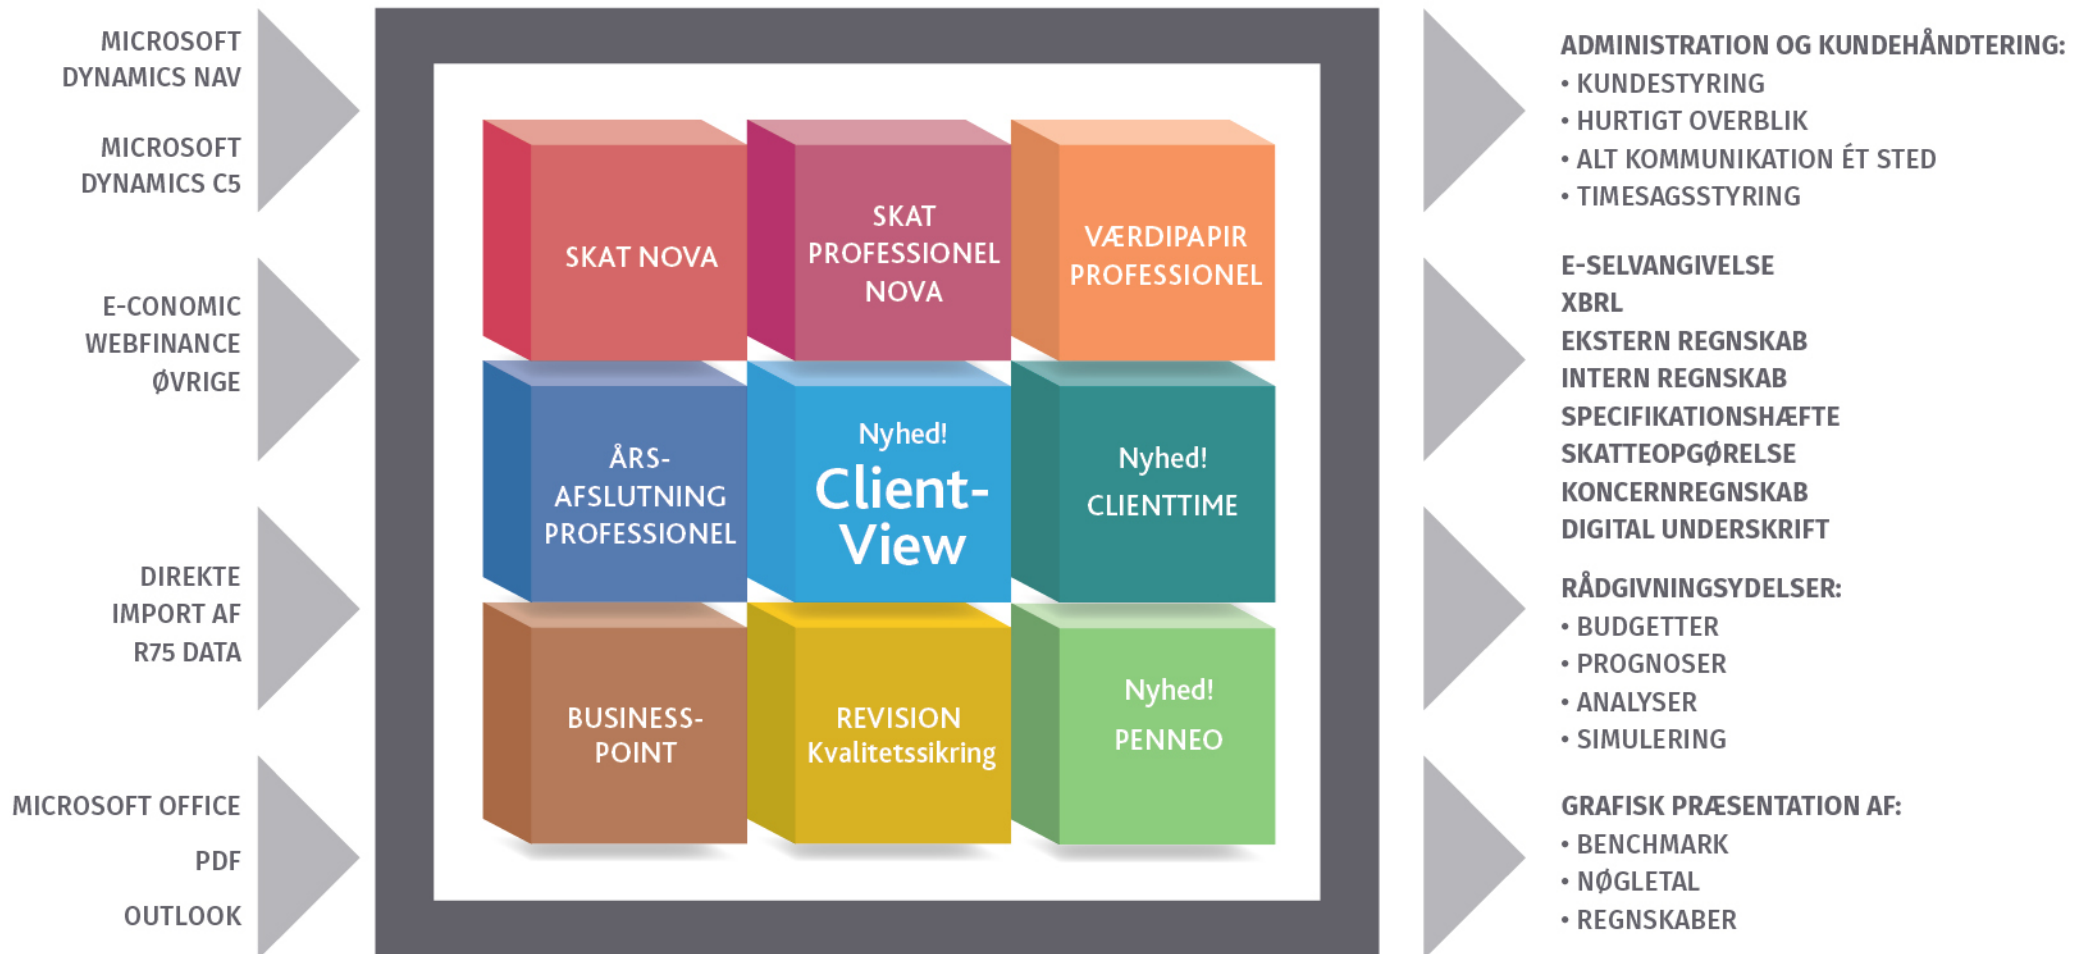 MICROSOFT
DYNAMICS NAV
MICROSOFT
DYNAMICS C5
E-CONOMIC
WEBFINANCE
ØVRIGE
DIREKTE
IMPORT AF
R75 DATA
MICROSOFT OFFICE
PDF
OUTLOOK
SKAT NOVA
SKAT
PROFESSIONEL
NOVA
VÆRDIPAPIR
PROFESSIONEL
ÅRS-
AFSLUTNING
PROFESSIONEL
Nyhed!
Client-
View
Nyhed!
CLIENTTIME
BUSINESS-
POINT
REVISION
Kvalitetssikring
Nyhed!
PENNEO
ADMINISTRATION OG KUNDEHÅNDTERING:
• KUNDESTYRING
• HURTIGT OVERBLIK
• ALT KOMMUNIKATION ÉT STED
• TIMESAGSSTYRING
E-SELVANGIVELSE
XBRL
EKSTERN REGNSKAB
INTERN REGNSKAB
SPECIFIKATIONSHÆFTE
SKATTEOPGØRELSE
KONCERNREGNSKAB
DIGITAL UNDERSKRIFT
RÅDGIVNINGSYDELSER:
• BUDGETTER
• PROGNOSER
• ANALYSER
• SIMULERING
GRAFISK PRÆSENTATION AF:
• BENCHMARK
• NØGLETAL
• REGNSKABER